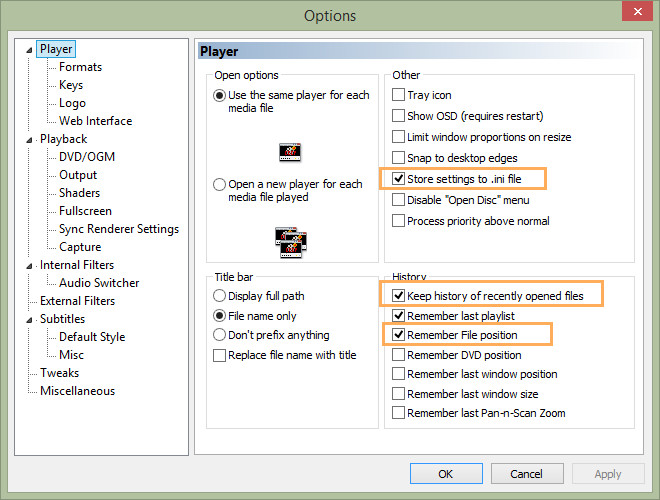 Options
Player
Formats
Keys
Logo
Web Interface
Playback
DVD/OGM
Output
Shaders
Fullscreen
Sync Renderer Settings
Capture
Internal Filters
Audio Switcher
External Filters
Subtitles
Default Style
Misc
Tweaks
Miscellaneous
Player
Open options
Use the same player for each
media file
Open a new player for each
media file played
Other
Tray icon
Show OSD (requires restart)
Limit window proportions on resize
Snap to desktop edges
Store settings to .ini file
Disable "Open Disc" menu
Process priority above normal
Title bar
Display full path
File name only
Don't prefix anything
Replace file name with title
History
Keep history of recently opened files
Remember last playlist
Remember File position
Remember DVD position
Remember last window position
Remember last window size
Remember last Pan-n-Scan Zoom
OK
Cancel
Apply